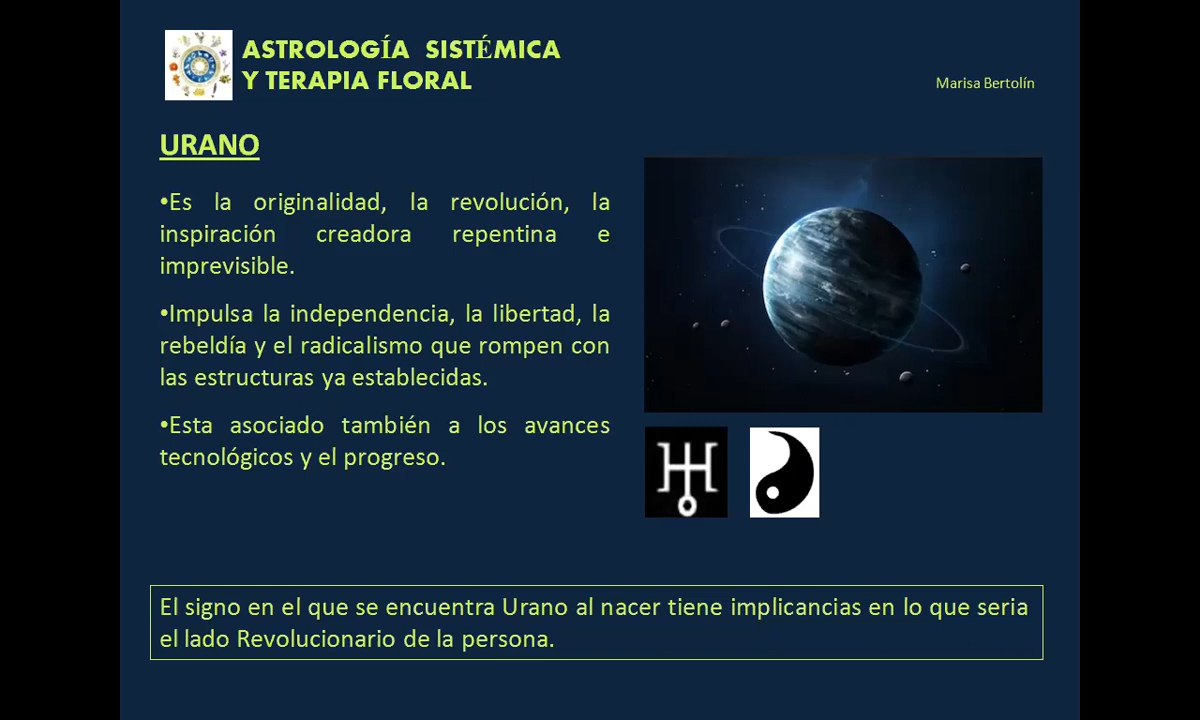 ASTROLOGÍA SISTÉMICA
Y TERAPIA FLORAL
Marisa Bertolín
URANO
•Es la originalidad, la revolución, la
inspiración creadora repentina e
imprevisible.
•Impulsa la independencia, la libertad, la
rebeldía y el radicalismo que rompen con
las estructuras ya establecidas.
•Esta asociado también a los avances
tecnológicos y el progreso.
El signo en el que se encuentra Urano al nacer tiene implicancias en lo que seria
el lado Revolucionario de la persona.